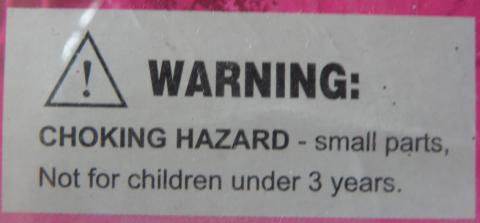 ! WARNING:
CHOKING HAZARD - small parts,
Not for children under 3 years.